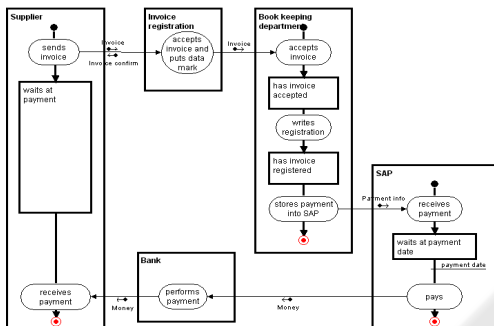 Supplier
sends
invoice
waits at
payment
receives
payment
Invoice
Invoice confirm
Invoice
registration
accepts
invoice and
puts data
mark
Invoice
Book keeping
department
accepts
invoice
has invoice
accepted
writes
registration
has invoice
registered
stores payment
into SAP
Payment info
SAP
receives
payment
waits at payment
date
payment date
pays
Money
Bank
performs
payment
Money